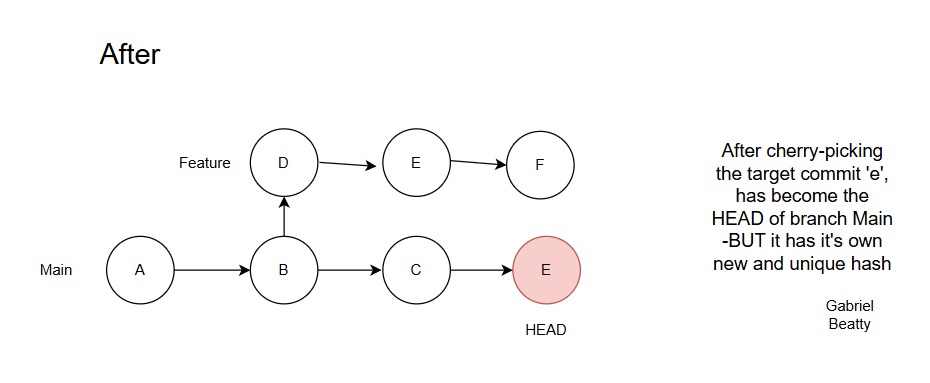 After
Feature
D
E
F
Main
A
B
C
E
HEAD
After cherry-picking
the target commit 'e',
has become the
HEAD of branch Main
-BUT it has it's own
new and unique hash
Gabriel
Beatty